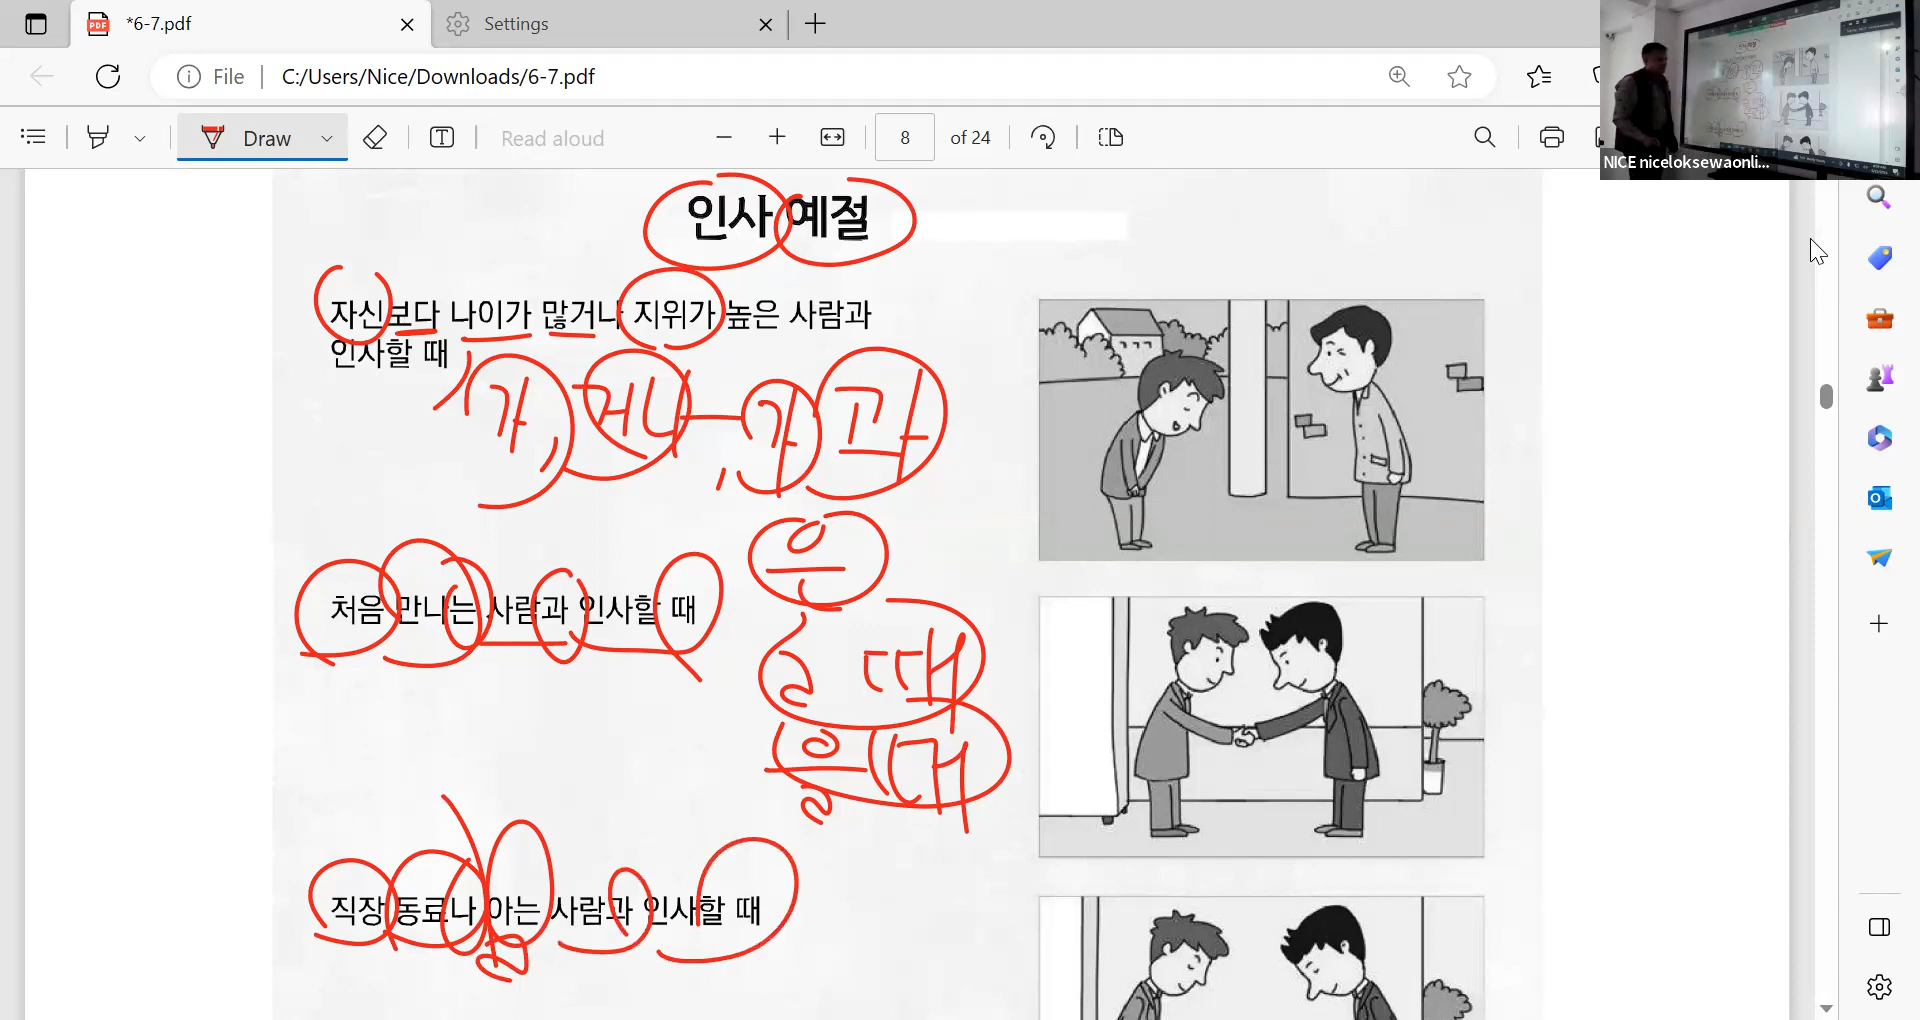 *6-7.pdf
Settings
File
C:/Users/Nice/Downloads/6-7.pdf
Draw
Read aloud
8
of 24
NICE niceloksewaonli...
인사 예절
자신보다 나이가 많거나 지위가 높은 사람과
인사할 때
가, 거나 가 과
은
처음 만나는 사람과 인사할 때
ㄹ 때
을 때
직장 동료나 아는 사람과 인사할 때